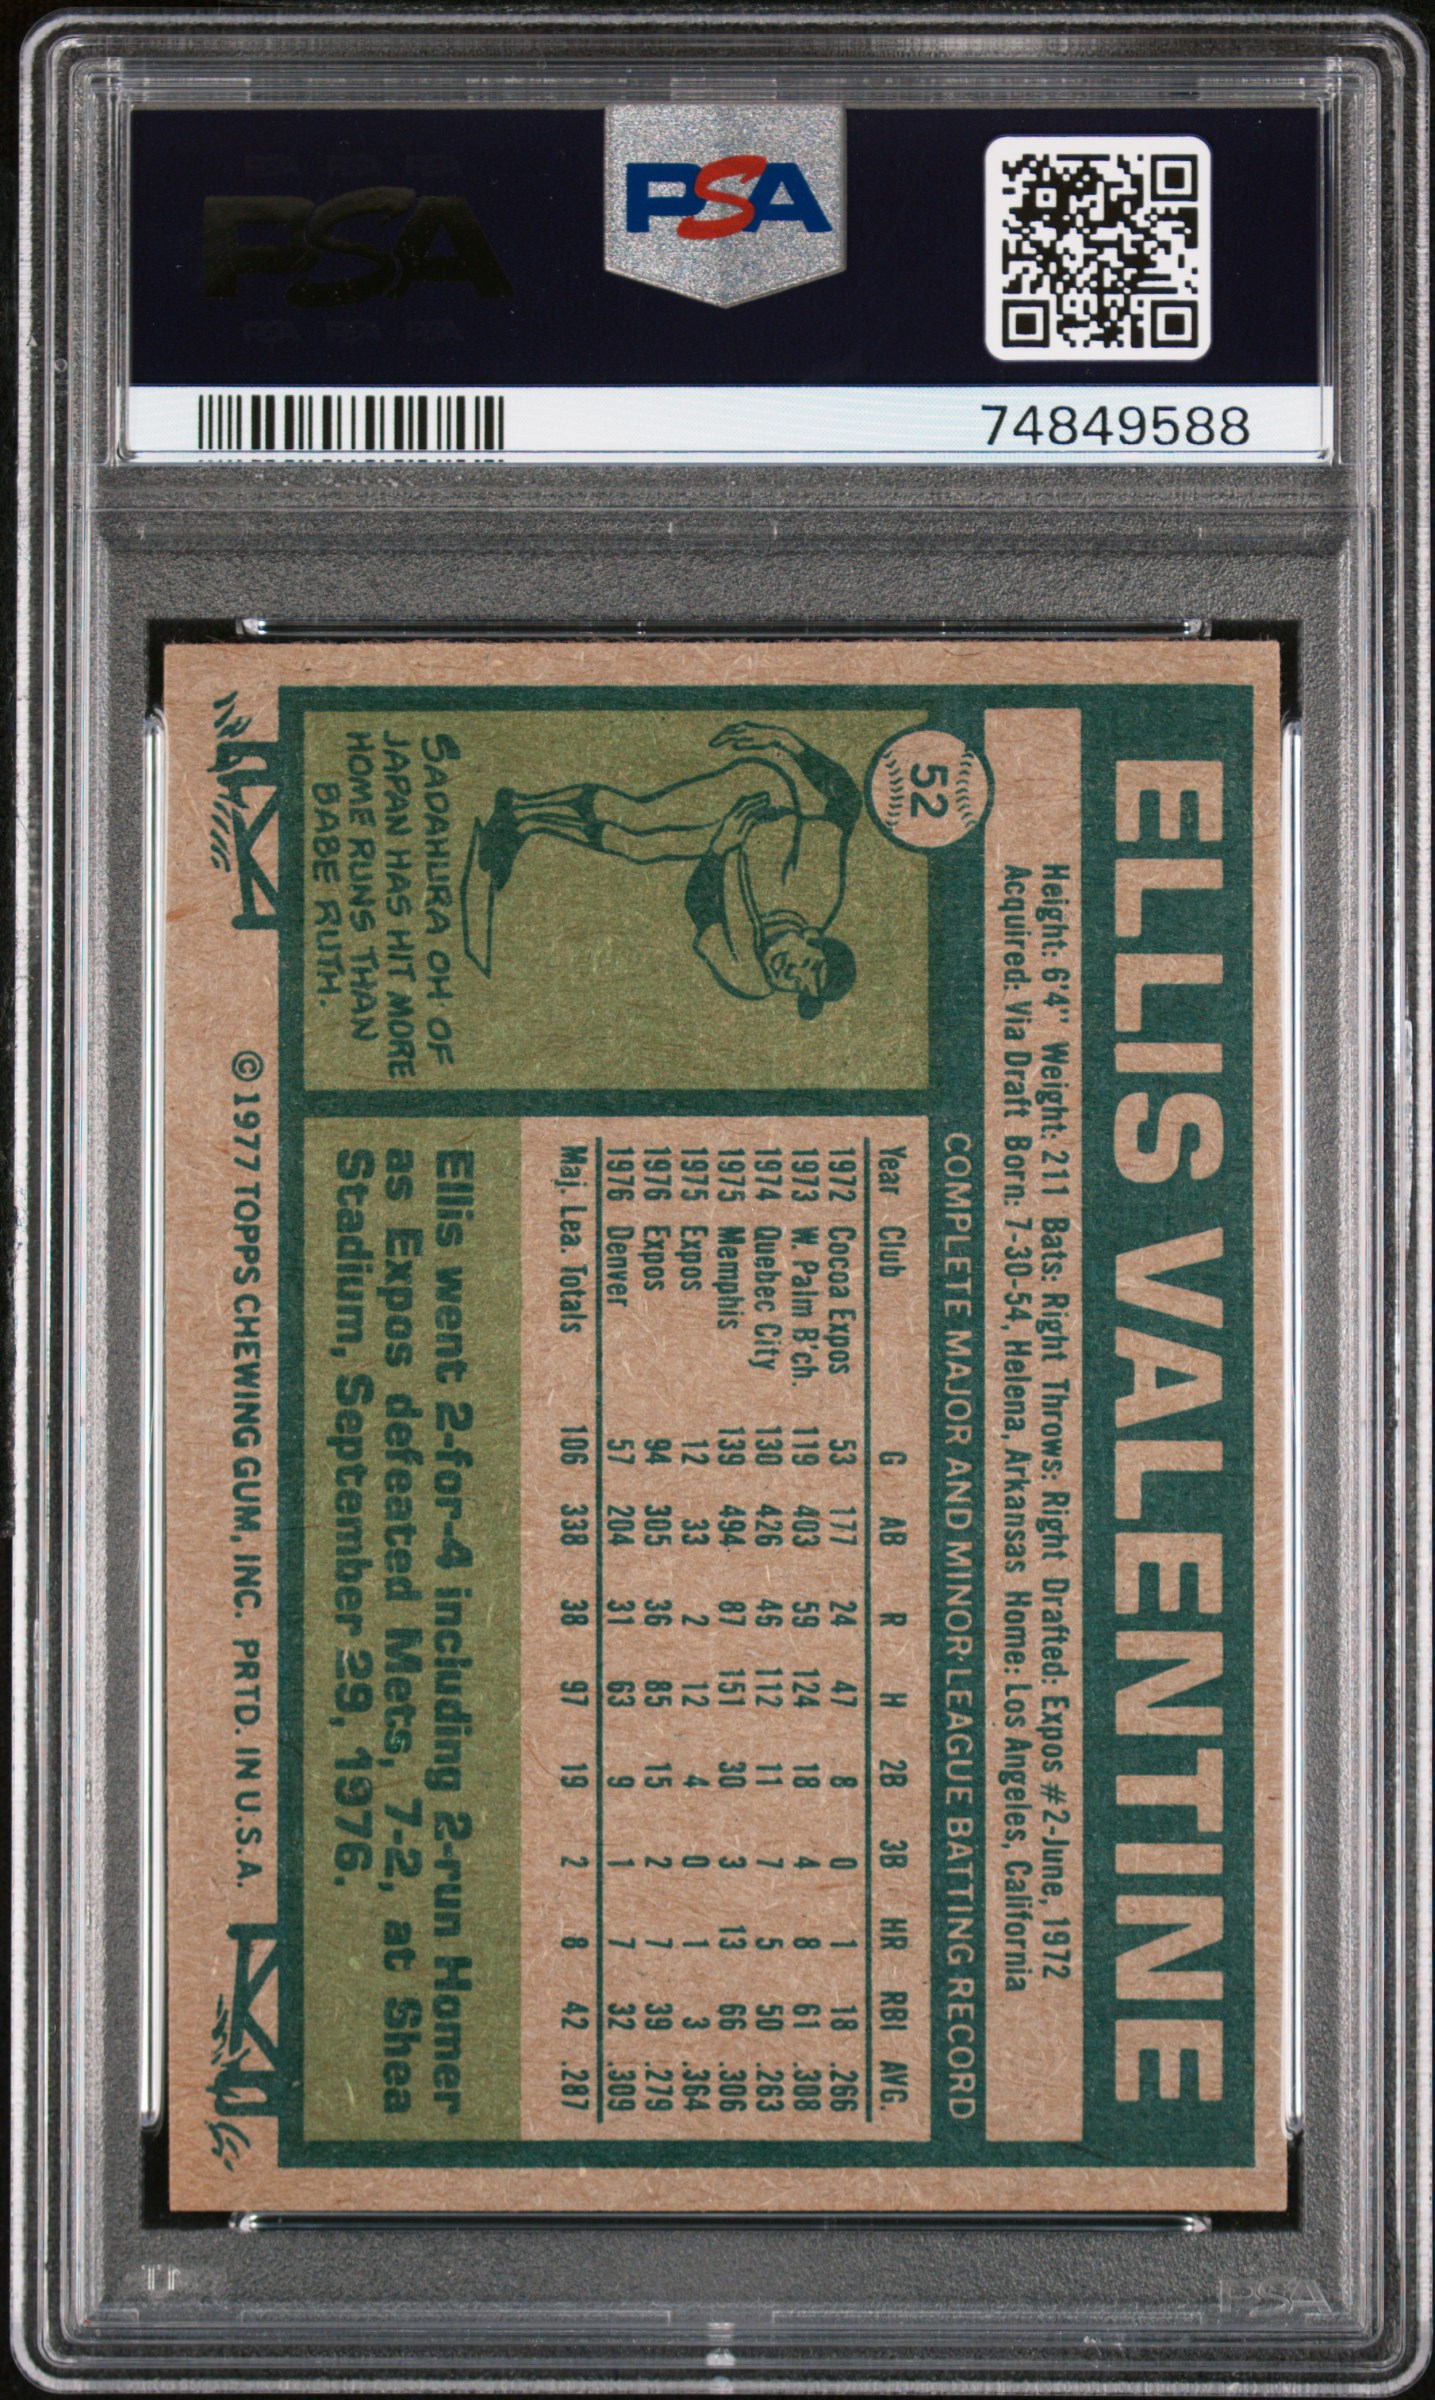 PSA
PSA
74849588
ELLIS VALENTINE
52
Height: 6'4" Weight: 211 Bats: Right Throws: Right Drafted: Expos #2-June, 1972
Acquired: Via Draft Born: 7-30-54, Helena, Arkansas Home: Los Angeles, California
COMPLETE MAJOR AND MINOR LEAGUE BATTING RECORD
Year Club G AB R H 2B 3B HR RBI AVG.
1972 Cocoa Expos 53 177 24 47 8 0 1 18 .266
1973 W. Palm B'ch. 119 403 59 124 18 4 8 61 .308
1974 Quebec City 130 426 46 112 11 7 5 50 .263
1975 Memphis 139 494 87 151 30 3 13 66 .306
1975 Expos 12 33 2 12 4 0 1 3 .364
1976 Expos 94 305 36 85 15 2 7 39 .279
1976 Denver 57 204 31 63 9 1 7 32 .309
Maj. Lea. Totals 106 338 38 97 19 2 8 42 .287
SADAHURA OH OF
JAPAN HAS HIT MORE
HOME RUNS THAN
BABE RUTH.
Ellis went 2-for-4 including 2-run Homer
as Expos defeated Mets, 7-2, at Shea
Stadium, September 29, 1976.
© 1977 TOPPS CHEWING GUM, INC. PRTD. IN U.S.A.
PSA